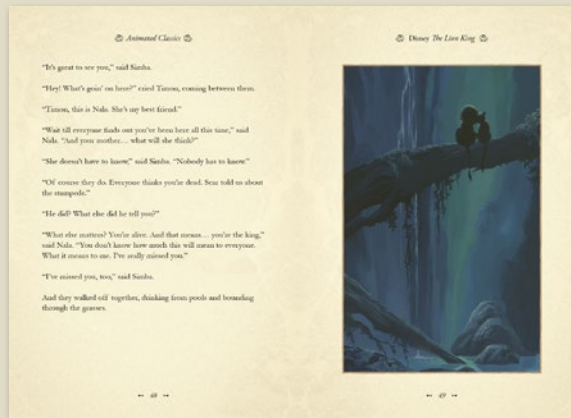 Animated Classics
"It's great to see you," said Simba.
"Hey! What's goin' on here?" cried Timon, coming between them.
"Timon, this is Nala. She's my best friend."
"Wait till everyone finds out you've been here all this time," said
Nala. "And your mother… what will she think?"
"She doesn't have to know," said Simba. "Nobody has to know."
"Of course they do. Everyone thinks you're dead. Scar told us about
the stampede."
"He did? What else did he tell you?"
"What else matters? You're alive. And that means… you're the king,"
said Nala. "You don't know how much this will mean to everyone.
What it means to me. I've really missed you."
"I've missed you, too," said Simba.
And they walked off together, drinking from pools and bounding
through the grasses.
68
Disney The Lion King
69